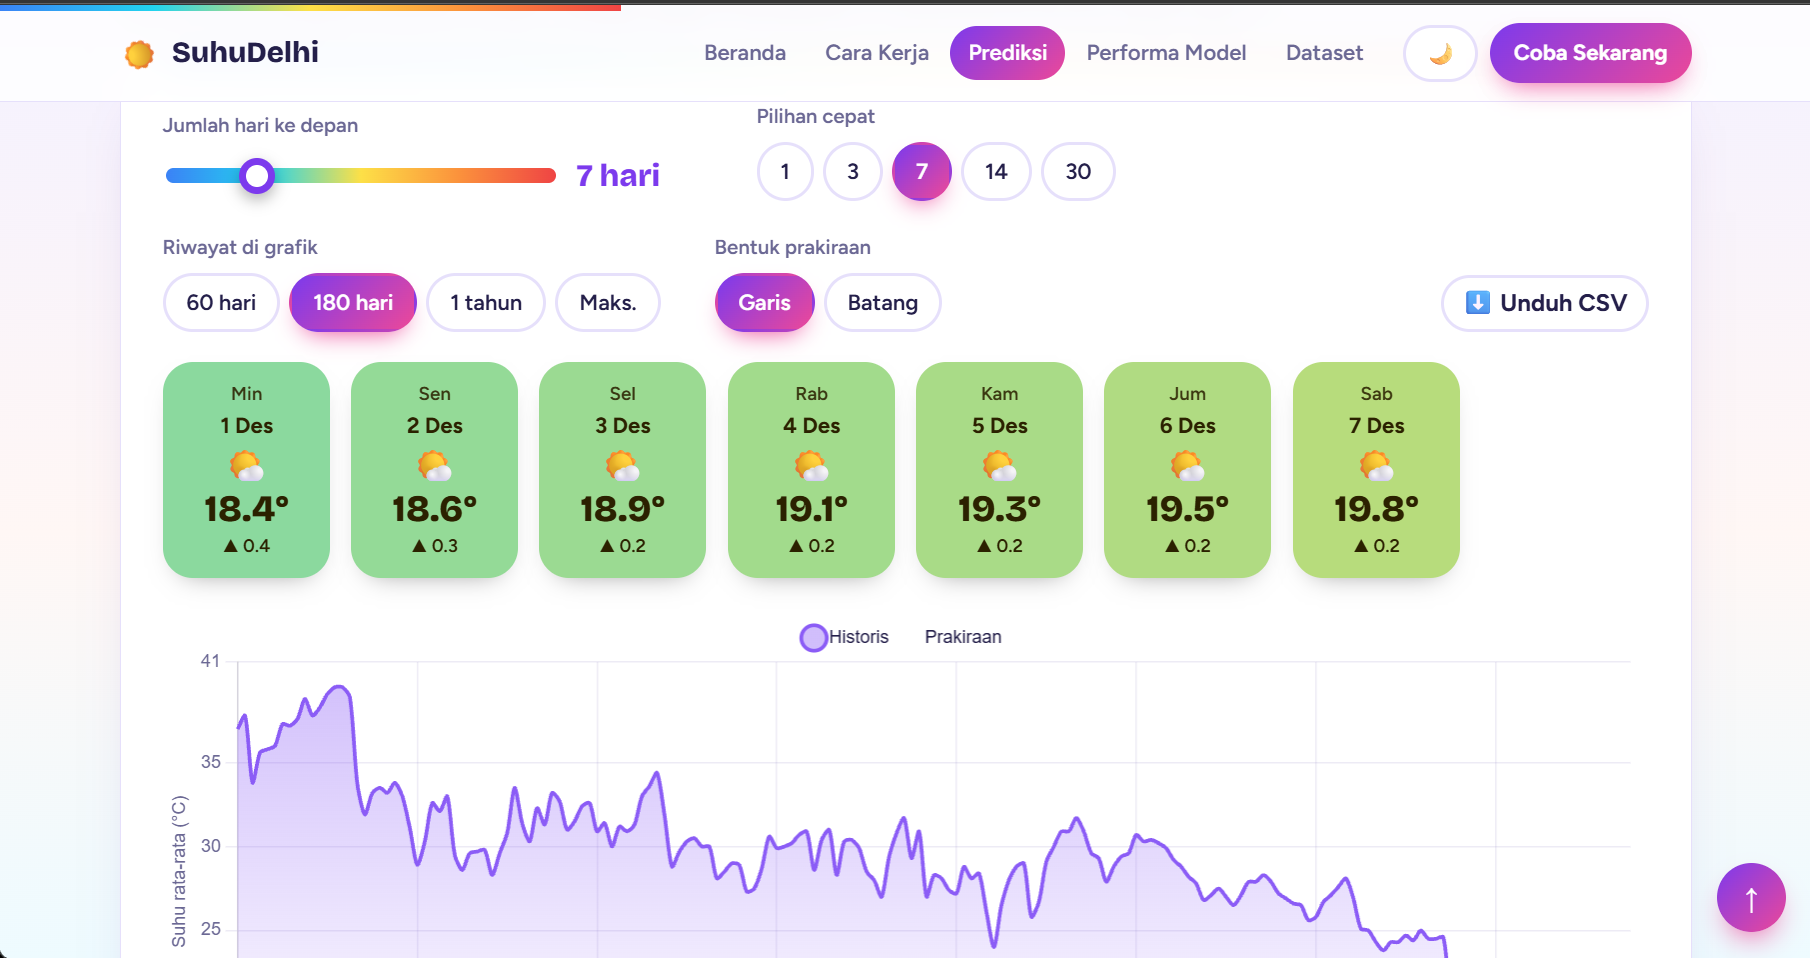 SuhuDelhi
Beranda Cara Kerja Prediksi Performa Model Dataset Coba Sekarang
Jumlah hari ke depan
7 hari
Pilihan cepat
1 3 7 14 30
Riwayat di grafik
60 hari 180 hari 1 tahun Maks.
Bentuk prakiraan
Garis Batang
Unduh CSV
Min
1 Des
18.4°
▲ 0.4
Sen
2 Des
18.6°
▲ 0.3
Sel
3 Des
18.9°
▲ 0.2
Rab
4 Des
19.1°
▲ 0.2
Kam
5 Des
19.3°
▲ 0.2
Jum
6 Des
19.5°
▲ 0.2
Sab
7 Des
19.8°
▲ 0.2
Historis Prakiraan
41
35
30
25
Suhu rata-rata (°C)
↑